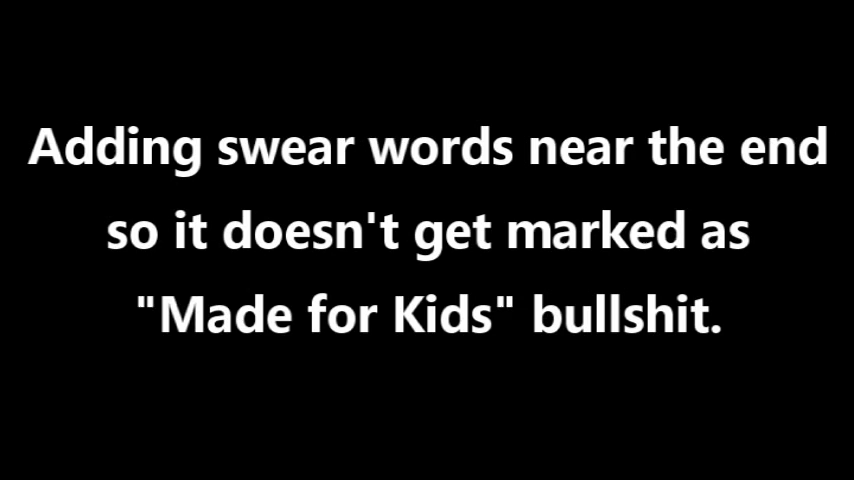 Adding swear words near the end
so it doesn't get marked as
"Made for Kids" bullshit.